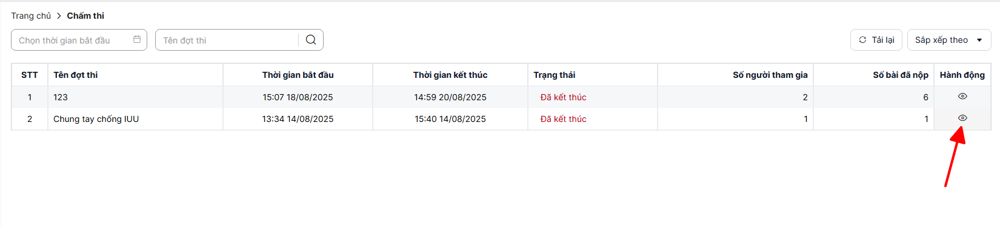 Trang chủ > Chấm thi
Chọn thời gian bắt đầu Tên đợt thi Tải lại Sắp xếp theo
STT Tên đợt thi Thời gian bắt đầu Thời gian kết thúc Trạng thái Số người tham gia Số bài đã nộp Hành động
1 123 15:07 18/08/2025 14:59 20/08/2025 Đã kết thúc 2 6
2 Chung tay chống IUU 13:34 14/08/2025 15:40 14/08/2025 Đã kết thúc 1 1